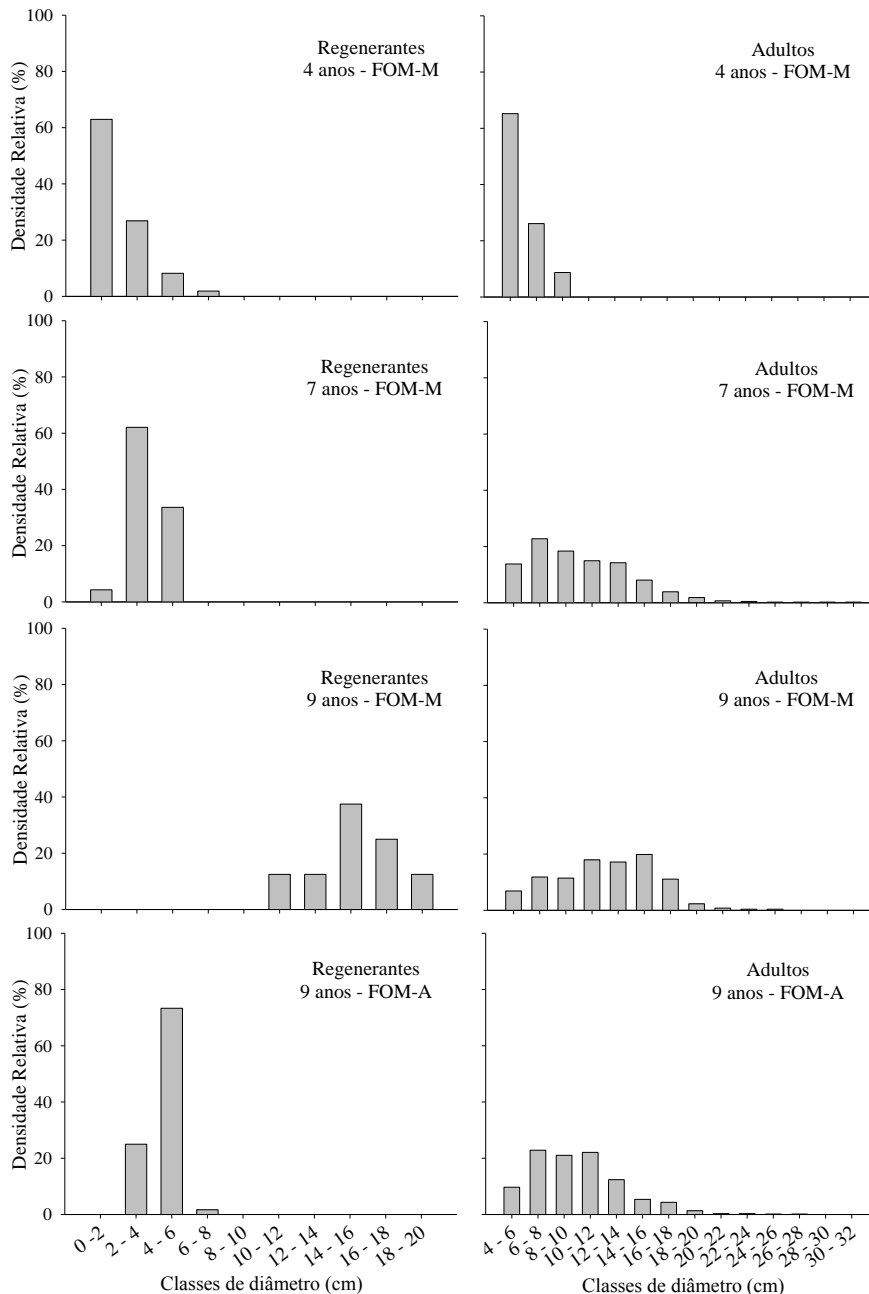 100
80
60
40
20
0
Densidade Relativa (%)
Regenerantes
4 anos - FOM-M
Adultos
4 anos - FOM-M
100
80
60
40
20
0
Densidade Relativa (%)
Regenerantes
7 anos - FOM-M
Adultos
7 anos - FOM-M
100
80
60
40
20
0
Densidade Relativa (%)
Regenerantes
9 anos - FOM-M
Adultos
9 anos - FOM-M
100
80
60
40
20
0
Densidade Relativa (%)
Regenerantes
9 anos - FOM-A
Adultos
9 anos - FOM-A
0 -2
2 - 4
4 - 6
6 - 8
8 - 10
10 - 12
12 - 14
14 - 16
16 - 18
18 - 20
Classes de diâmetro (cm)
4 - 6
6 - 8
8 - 10
10 - 12
12 - 14
14 - 16
16 - 18
18 - 20
20 - 22
22 - 24
24 - 26
26 - 28
28 - 30
30 - 32
Classes de diâmetro (cm)